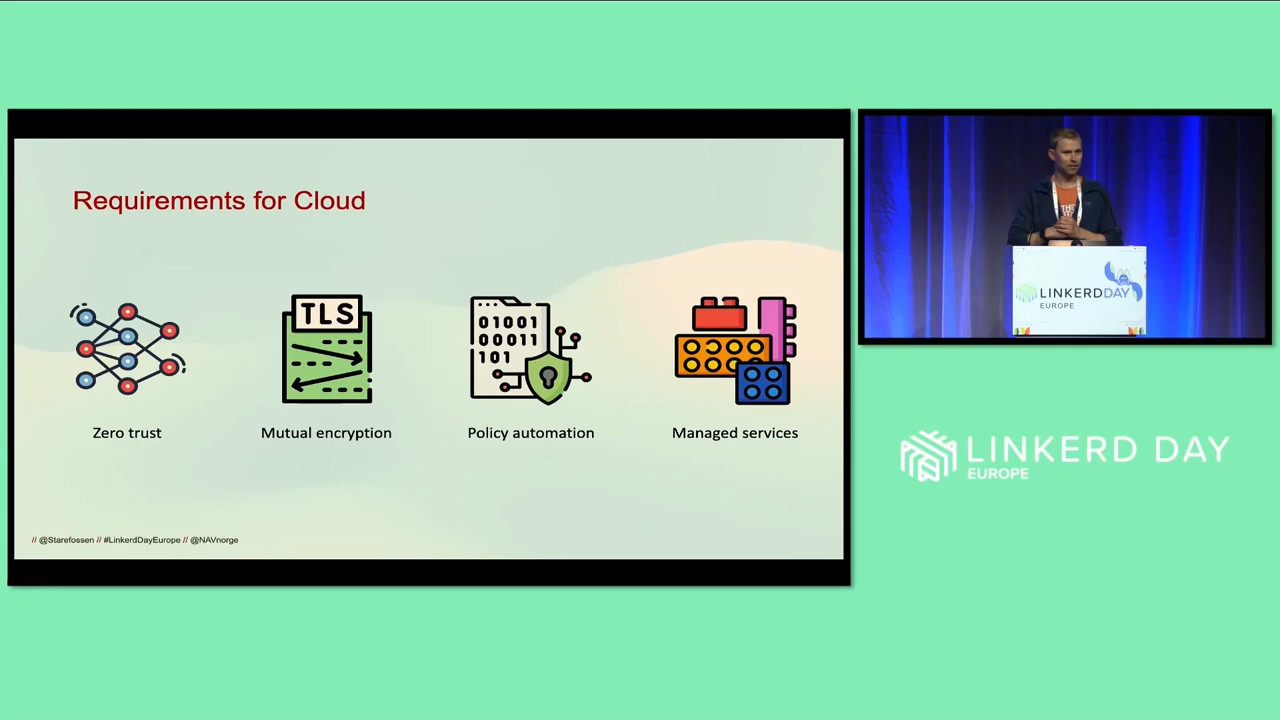 Requirements for Cloud
TLS
01001
00011
101
Zero trust
Mutual encryption
Policy automation
Managed services
// @Starefossen // #LinkerdDayEurope // @NAVnorge
THE
LINKERD DAY
EUROPE
LINKERD DAY
EUROPE